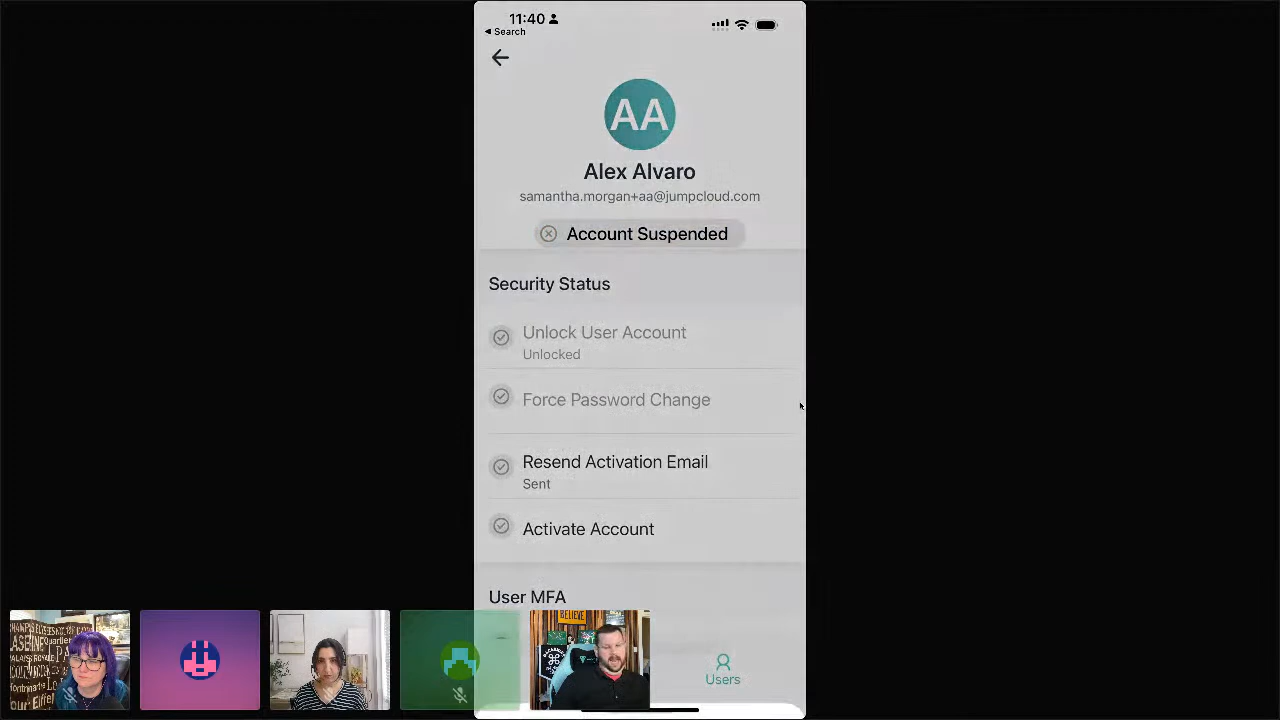 11:40
Search
AA
Alex Alvaro
samantha.morgan+aa@jumpcloud.com
Account Suspended
Security Status
Unlock User Account
Unlocked
Force Password Change
Resend Activation Email
Sent
Activate Account
User MFA
BELIEVE
Users